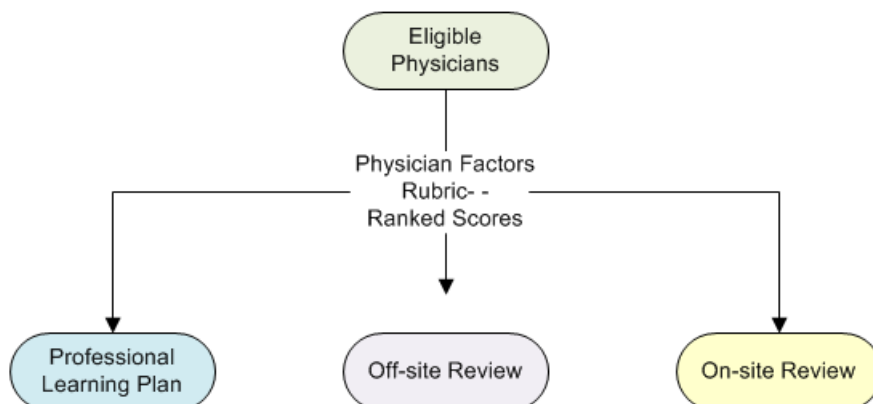 Eligible
Physicians
Physician Factors
Rubric- -
Ranked Scores
Professional
Learning Plan
Off-site Review
On-site Review